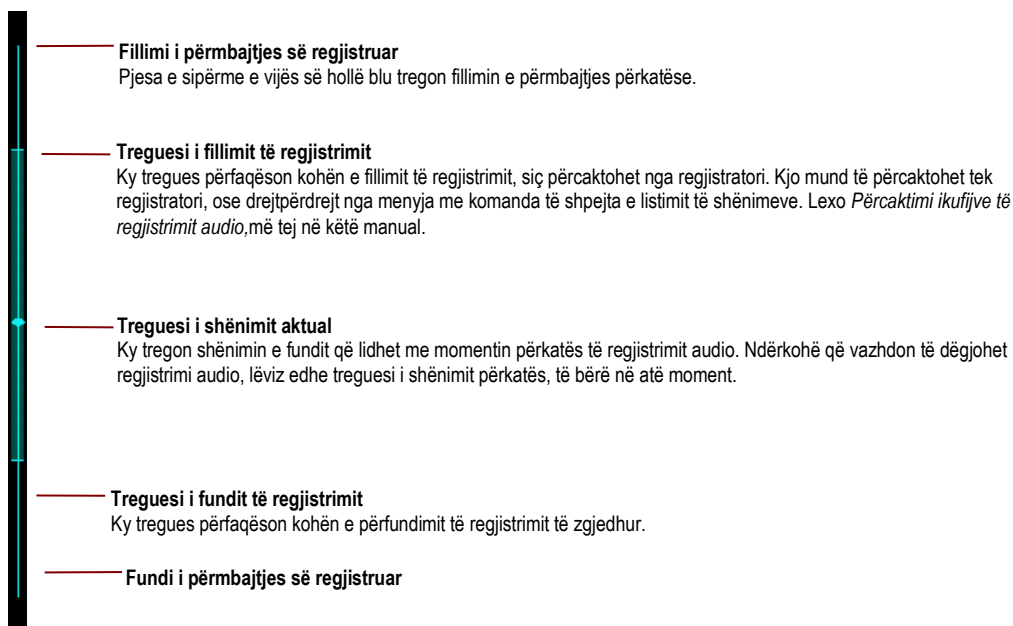 Fillimi i përmbajtjes së regjistruar
Pjesa e sipërme e vijës së hollë blu tregon fillimin e përmbajtjes përkatëse.
Treguesi i fillimit të regjistrimit
Ky tregues përfaqëson kohën e fillimit të regjistrimit, siç përcaktohet nga regjistratori. Kjo mund të përcaktohet tek
regjistratori, ose drejtpërdrejt nga menyja me komanda të shpejta e listimit të shënimeve. Lexo Përcaktimi ikufijve të
regjistrimit audio,më tej në këtë manual.
Treguesi i shënimit aktual
Ky tregon shënimin e fundit që lidhet me momentin përkatës të regjistrimit audio. Ndërkohë që vazhdon të dëgjohet
regjistrimi audio, lëviz edhe treguesi i shënimit përkatës, të bërë në atë moment.
Treguesi i fundit të regjistrimit
Ky tregues përfaqëson kohën e përfundimit të regjistrimit të zgjedhur.
Fundi i përmbajtjes së regjistruar